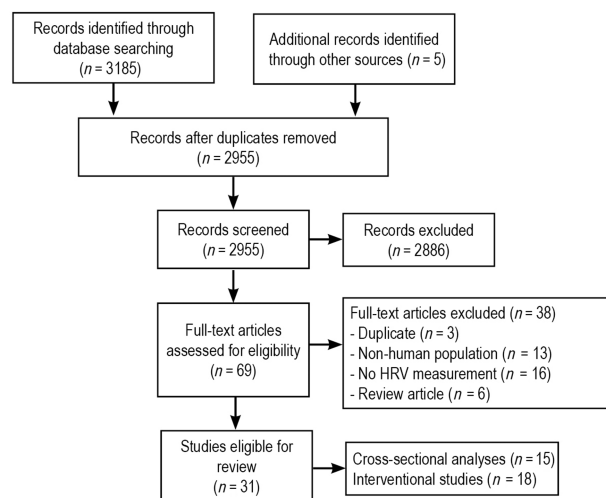 Records identified through
database searching
(n = 3185)
Additional records identified
through other sources (n = 5)
Records after duplicates removed
(n = 2955)
Records screened
(n = 2955)
Records excluded
(n = 2886)
Full-text articles
assessed for eligibility
(n = 69)
Full-text articles excluded (n = 38)
- Duplicate (n = 3)
- Non-human population (n = 13)
- No HRV measurement (n = 16)
- Review article (n = 6)
Studies eligible for
review
(n = 31)
Cross-sectional analyses (n = 15)
Interventional studies (n = 18)